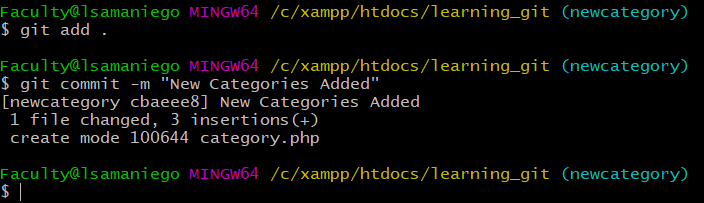 Faculty@lsamaniego MINGW64 /c/xampp/htdocs/learning_git (newcategory)
$ git add .
Faculty@lsamaniego MINGW64 /c/xampp/htdocs/learning_git (newcategory)
$ git commit -m "New Categories Added"
[newcategory cbaeee8] New Categories Added
 1 file changed, 3 insertions(+)
 create mode 100644 category.php
Faculty@lsamaniego MINGW64 /c/xampp/htdocs/learning_git (newcategory)
$